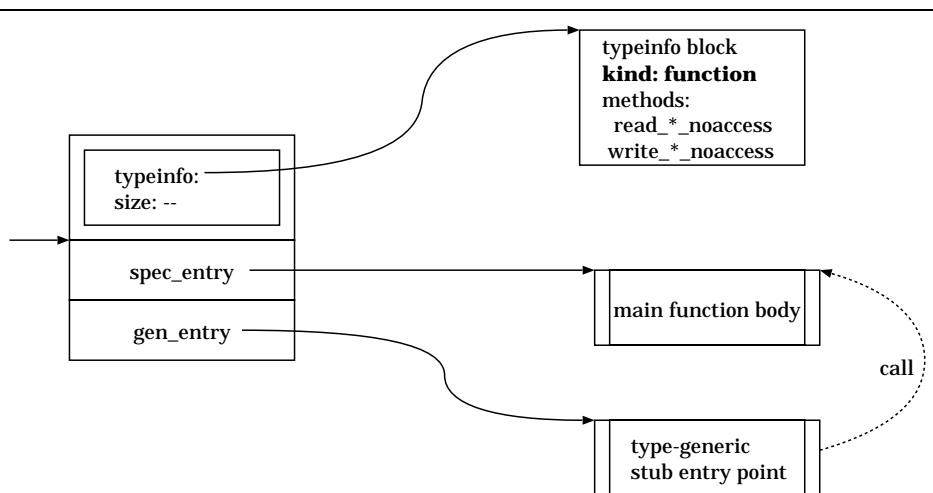 typeinfo block
kind: function
methods:
read_*_noaccess
write_*_noaccess
typeinfo:
size: --
spec_entry
main function body
gen_entry
call
type-generic
stub entry point